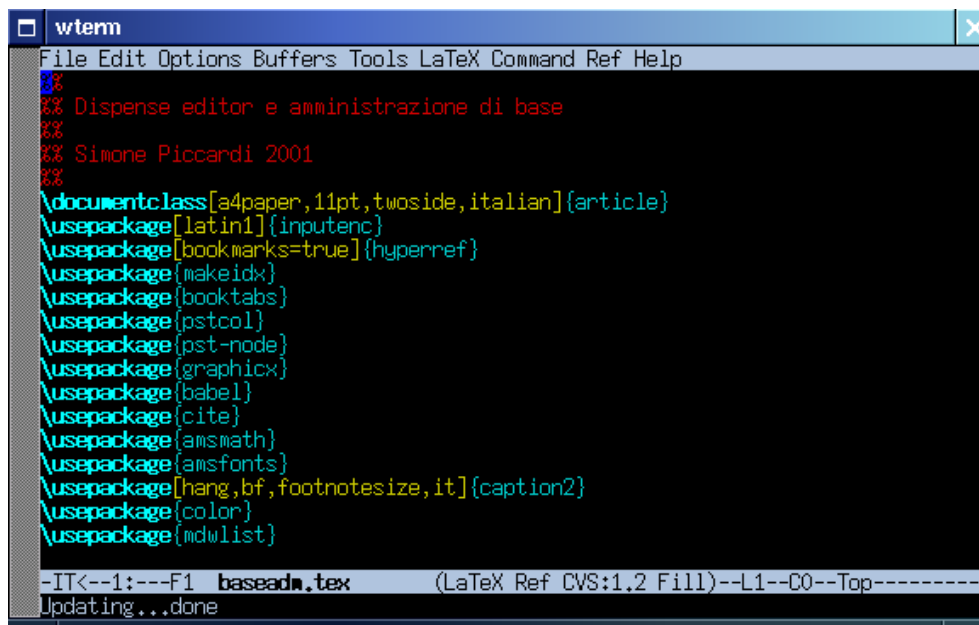 wterm
File Edit Options Buffers Tools LaTeX Command Ref Help
%%
%% Dispense editor e amministrazione di base
%%
%% Simone Piccardi 2001
%%
\documentclass[a4paper,11pt,twoside,italian]{article}
\usepackage[latin1]{inputenc}
\usepackage[bookmarks=true]{hyperref}
\usepackage{makeidx}
\usepackage{booktabs}
\usepackage{pstcol}
\usepackage{pst-node}
\usepackage{graphicx}
\usepackage{babel}
\usepackage{cite}
\usepackage{amsmath}
\usepackage{amsfonts}
\usepackage[hang,bf,footnotesize,it]{caption2}
\usepackage{color}
\usepackage{mdwlist}
-IT<--1:---F1  baseadm.tex       (LaTeX Ref CVS:1.2 Fill)--L1--C0--Top---------
Updating...done